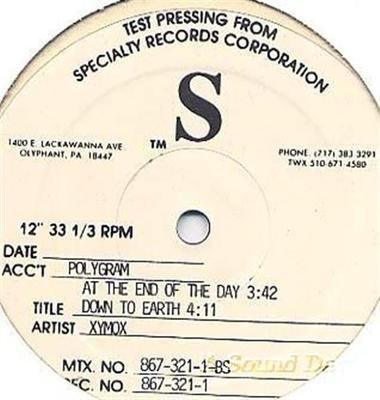 TEST PRESSING FROM
SPECIALTY RECORDS CORPORATION
S
TM
1400 E. LACKAWANNA AVE.
OLYPHANT, PA 18447
PHONE. (717) 383 3291
TWX 510-671-4580
12" 33 1/3 RPM
DATE
ACC'T POLYGRAM
AT THE END OF THE DAY 3:42
TITLE DOWN TO EARTH 4:11
ARTIST XYMOX
MTX. NO. 867-321-1-BS
REC. NO. 867-321-1
Sound